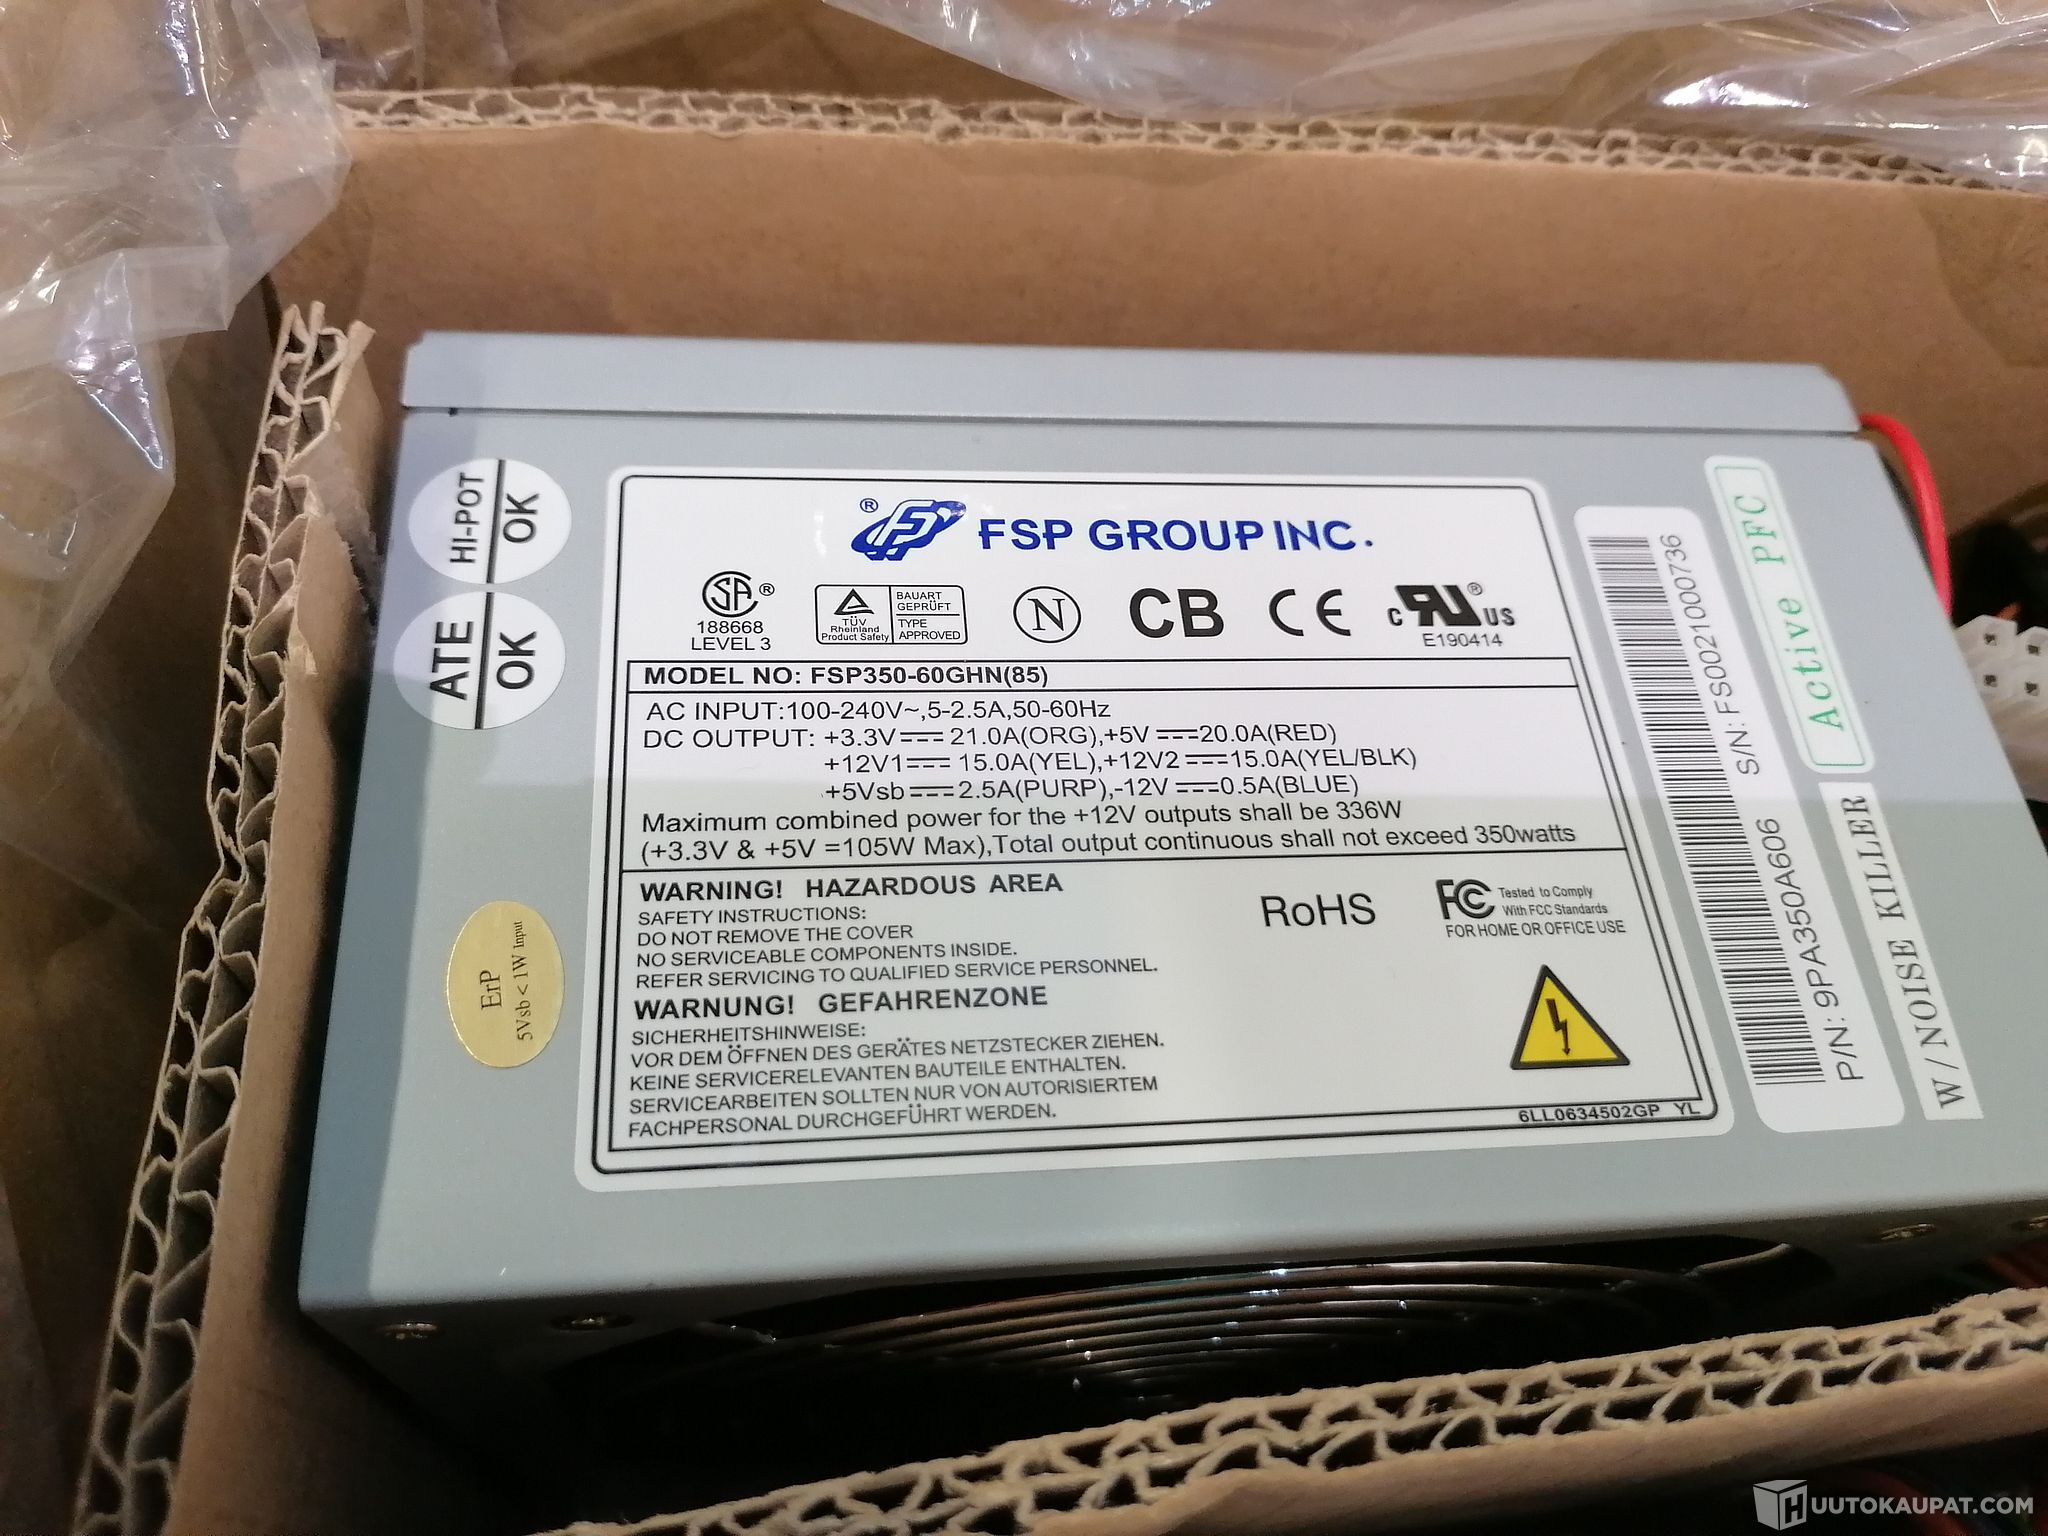 HI-POT
OK
ATE
OK
ErP
5Vsb < 1W Input
® FSP GROUP INC.
SA ®
188668
LEVEL 3
TÜV
Rheinland
Product Safety
BAUART
GEPRÜFT
TYPE
APPROVED
N
CB
CE
c RU ® US
E190414
MODEL NO: FSP350-60GHN(85)
AC INPUT:100-240V~,5-2.5A,50-60Hz
DC OUTPUT: +3.3V⎓21.0A(ORG),+5V⎓20.0A(RED)
+12V1⎓15.0A(YEL),+12V2⎓15.0A(YEL/BLK)
+5Vsb⎓2.5A(PURP),-12V⎓0.5A(BLUE)
Maximum combined power for the +12V outputs shall be 336W
(+3.3V & +5V =105W Max),Total output continuous shall not exceed 350watts
WARNING! HAZARDOUS AREA
SAFETY INSTRUCTIONS:
DO NOT REMOVE THE COVER
NO SERVICEABLE COMPONENTS INSIDE.
REFER SERVICING TO QUALIFIED SERVICE PERSONNEL.
WARNUNG! GEFAHRENZONE
SICHERHEITSHINWEISE:
VOR DEM ÖFFNEN DES GERÄTES NETZSTECKER ZIEHEN.
KEINE SERVICERELEVANTEN BAUTEILE ENTHALTEN.
SERVICEARBEITEN SOLLTEN NUR VON AUTORISIERTEM
FACHPERSONAL DURCHGEFÜHRT WERDEN.
RoHS
FC Tested to Comply
With FCC Standards
FOR HOME OR OFFICE USE
6LL0634502GP YL
S/N: FS0021000736
P/N:9PA350A606
Active PFC
W/NOISE KILLER
HUUTOKAUPAT.COM